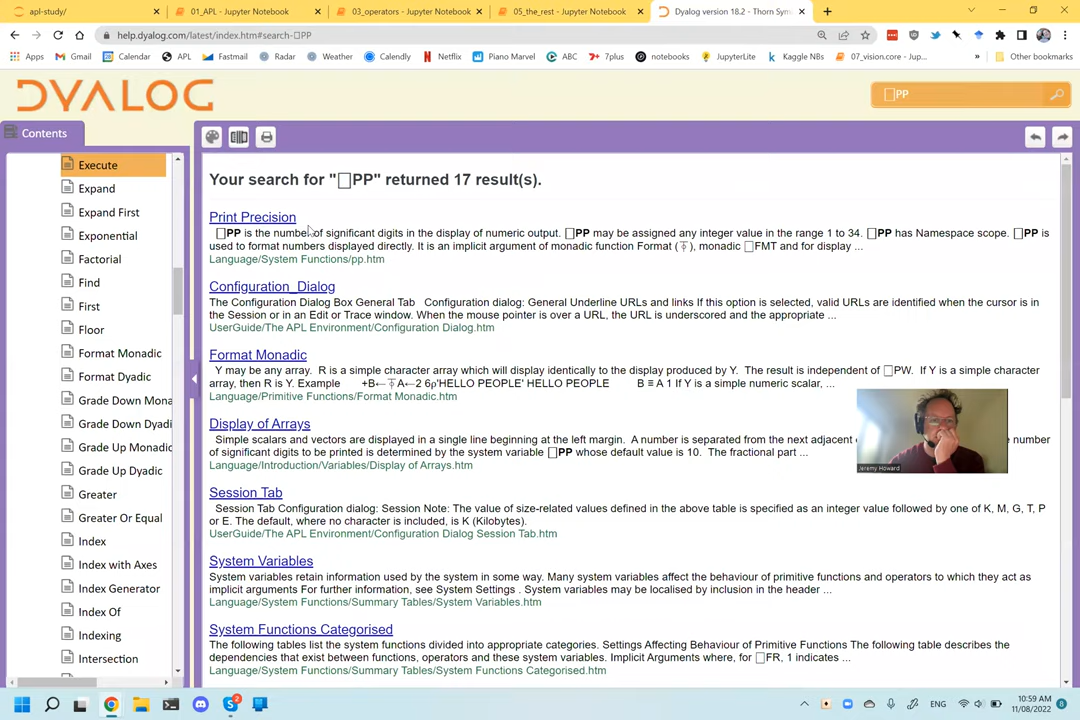 apl-study/
01_APL - Jupyter Notebook
03_operators - Jupyter Notebook
05_the_rest - Jupyter Notebook
Dyalog version 18.2 - Thorn Syn
help.dyalog.com/latest/index.htm#search-⎕PP
Apps
Gmail
Calendar
APL
Fastmail
Radar
Weather
Calendly
Netflix
Piano Marvel
ABC
7plus
notebooks
JupyterLite
Kaggle NBs
07_vision.core - Jup...
»
Other bookmarks
DYALOG
⎕PP
Contents
Execute
Expand
Expand First
Exponential
Factorial
Find
First
Floor
Format Monadic
Format Dyadic
Grade Down Mona
Grade Down Dyadi
Grade Up Monadic
Grade Up Dyadic
Greater
Greater Or Equal
Index
Index with Axes
Index Generator
Index Of
Indexing
Intersection
Your search for "⎕PP" returned 17 result(s).
Print Precision
⎕PP is the number of significant digits in the display of numeric output. ⎕PP may be assigned any integer value in the range 1 to 34. ⎕PP has Namespace scope. ⎕PP is
used to format numbers displayed directly. It is an implicit argument of monadic function Format (⍕), monadic ⎕FMT and for display ...
Language/System Functions/pp.htm
Configuration_Dialog
The Configuration Dialog Box General Tab Configuration dialog: General Underline URLs and links If this option is selected, valid URLs are identified when the cursor is in
the Session or in an Edit or Trace window. When the mouse pointer is over a URL, the URL is underscored and the appropriate ...
UserGuide/The APL Environment/Configuration Dialog.htm
Format Monadic
Y may be any array. R is a simple character array which will display identically to the display produced by Y. The result is independent of ⎕PW. If Y is a simple character
array, then R is Y. Example +B←⍕A←2 6⍴'HELLO PEOPLE' HELLO PEOPLE B ≡ A 1 If Y is a simple numeric scalar, ...
Language/Primitive Functions/Format Monadic.htm
Display of Arrays
Simple scalars and vectors are displayed in a single line beginning at the left margin. A number is separated from the next adjacent number
of significant digits to be printed is determined by the system variable ⎕PP whose default value is 10. The fractional part ...
Language/Introduction/Variables/Display of Arrays.htm
Session Tab
Session Tab Configuration dialog: Session Note: The value of size-related values defined in the above table is specified as an integer value followed by one of K, M, G, T, P
or E. The default, where no character is included, is K (Kilobytes).
UserGuide/The APL Environment/Configuration Dialog Session Tab.htm
System Variables
System variables retain information used by the system in some way. Many system variables affect the behaviour of primitive functions and operators to which they act as
implicit arguments For further information, see System Settings . System variables may be localised by inclusion in the header ...
Language/System Functions/Summary Tables/System Variables.htm
System Functions Categorised
The following tables list the system functions divided into appropriate categories. Settings Affecting Behaviour of Primitive Functions The following table describes the
dependencies that exist between functions, operators and these system variables. Implicit Arguments where, for ⎕FR, 1 indicates ...
Language/System Functions/Summary Tables/System Functions Categorised.htm
Jeremy Howard
2
ENG
10:59 AM
11/08/2022
8